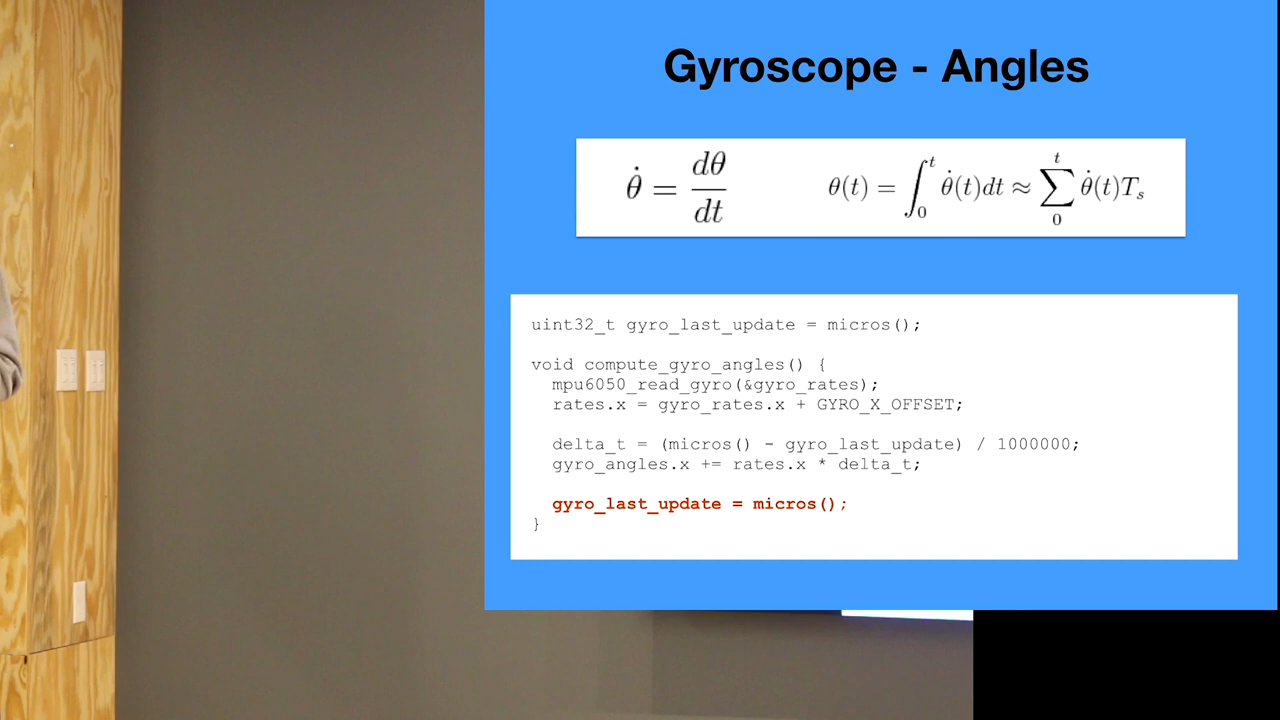 Gyroscope - Angles
θ̇ = dθ/dt
θ(t) = ∫₀ᵗ θ̇(t)dt ≈ ∑₀ᵗ θ̇(t)Tₛ
uint32_t gyro_last_update = micros();
void compute_gyro_angles() {
mpu6050_read_gyro(&gyro_rates);
rates.x = gyro_rates.x + GYRO_X_OFFSET;
delta_t = (micros() - gyro_last_update) / 1000000;
gyro_angles.x += rates.x * delta_t;
gyro_last_update = micros();
}